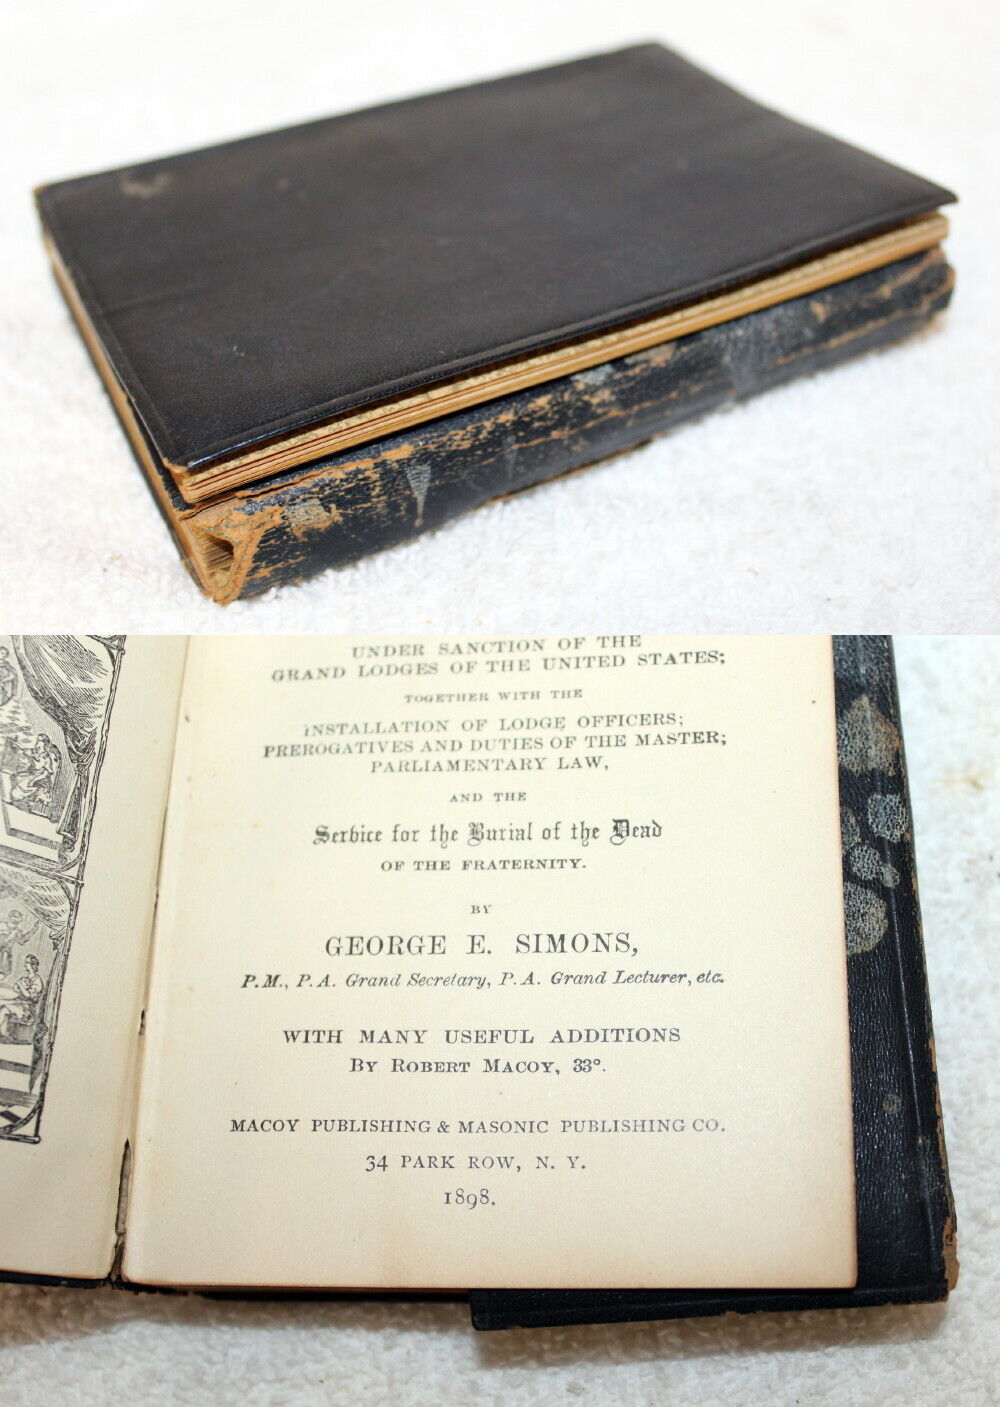 UNDER SANCTION OF THE
GRAND LODGES OF THE UNITED STATES;
TOGETHER WITH THE
INSTALLATION OF LODGE OFFICERS;
PREROGATIVES AND DUTIES OF THE MASTER;
PARLIAMENTARY LAW,
AND THE
Service for the Burial of the Dead
OF THE FRATERNITY.
BY
GEORGE E. SIMONS,
P.M., P.A. Grand Secretary, P.A. Grand Lecturer, etc.
WITH MANY USEFUL ADDITIONS
BY ROBERT MACOY, 33°.
MACOY PUBLISHING & MASONIC PUBLISHING CO.
34 PARK ROW, N. Y.
1898.